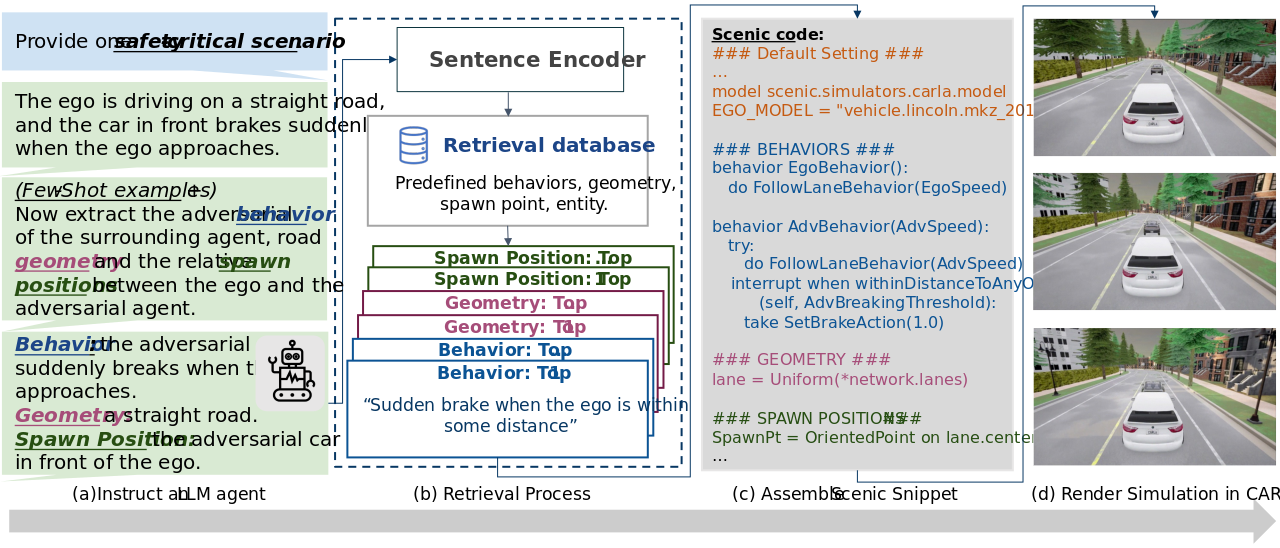 Provide one safety-critical scenario.
The ego is driving on a straight road,
and the car in front brakes suddenly
when the ego approaches.
(Few-Shot examples) +
Now extract the adversarial behavior
of the surrounding agent, road
geometry and the relative spawn
positions between the ego and the
adversarial agent.
Behavior: the adversarial
suddenly breaks when t
approaches.
Geometry: a straight road.
Spawn Position: the adversarial car
in front of the ego.
(a) Instruct an LLM agent
Sentence Encoder
Retrieval database
Predefined behaviors, geometry,
spawn point, entity.
Spawn Position: Top ...
Spawn Position: Top 1
Geometry: Top ...
Geometry: Top 1
Behavior: Top ...
Behavior: Top 1
“Sudden brake when the ego is within
some distance”
(b) Retrieval Process
Scenic code:
### Default Setting ###
...
model scenic.simulators.carla.model
EGO_MODEL = "vehicle.lincoln.mkz_201
### BEHAVIORS ###
behavior EgoBehavior():
do FollowLaneBehavior(EgoSpeed)
behavior AdvBehavior(AdvSpeed):
try:
do FollowLaneBehavior(AdvSpeed)
interrupt when withinDistanceToAnyO
(self, AdvBreakingThreshold):
take SetBrakeAction(1.0)
### GEOMETRY ###
lane = Uniform(*network.lanes)
### SPAWN POSITIONS ###
SpawnPt = OrientedPoint on lane.center
...
(c) Assemble Scenic Snippet
(d) Render Simulation in CAR